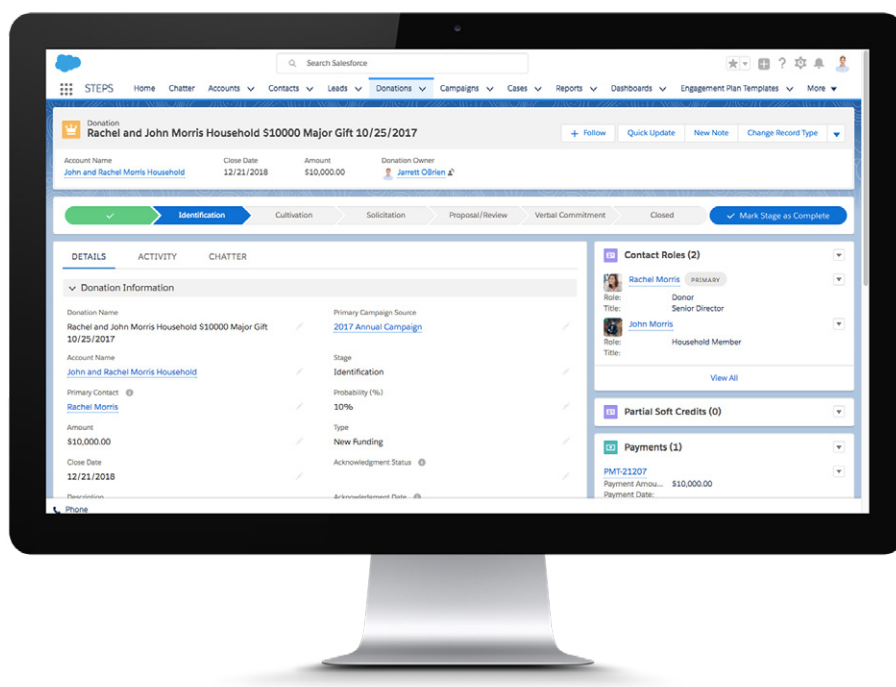 Search Salesforce
STEPS Home Chatter Accounts Contacts Leads Donations Campaigns Cases Reports Dashboards Engagement Plan Templates More
Donation
Rachel and John Morris Household $10000 Major Gift 10/25/2017
+ Follow Quick Update New Note Change Record Type
Account Name Close Date Amount Donation Owner
John and Rachel Morris Household 12/21/2018 $10,000.00 Jarrett OBrien
Identification Cultivation Solicitation Proposal/Review Verbal Commitment Closed Mark Stage as Complete
DETAILS ACTIVITY CHATTER
Donation Information
Donation Name
Rachel and John Morris Household $10000 Major Gift
10/25/2017
Primary Campaign Source
2017 Annual Campaign
Account Name
John and Rachel Morris Household
Stage
Identification
Primary Contact
Rachel Morris
Probability (%)
10%
Amount
$10,000.00
Type
New Funding
Close Date
12/21/2018
Acknowledgment Status
Description
Acknowledgement Date
Contact Roles (2)
Rachel Morris PRIMARY
Role: Donor
Title: Senior Director
John Morris
Role: Household Member
Title:
View All
Partial Soft Credits (0)
Payments (1)
PMT-21207
Payment Amou... $10,000.00
Payment Date:
Phone